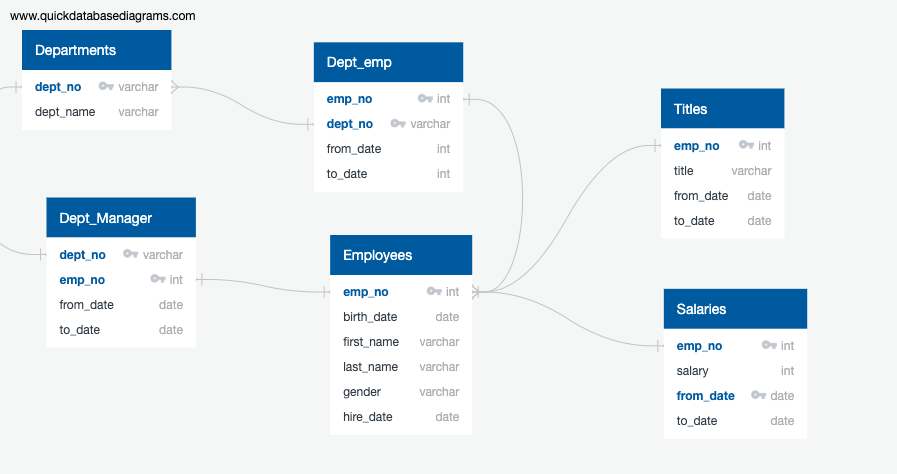 www.quickdatabasediagrams.com
Departments
dept_no varchar
dept_name varchar
Dept_emp
emp_no int
dept_no varchar
from_date int
to_date int
Titles
emp_no int
title varchar
from_date date
to_date date
Dept_Manager
dept_no varchar
emp_no int
from_date date
to_date date
Employees
emp_no int
birth_date date
first_name varchar
last_name varchar
gender varchar
hire_date date
Salaries
emp_no int
salary int
from_date date
to_date date